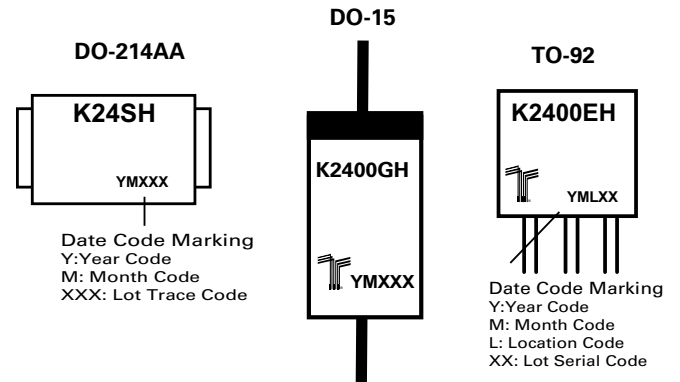 DO-214AA
K24SH
YMXXX
Date Code Marking
Y:Year Code
M: Month Code
XXX: Lot Trace Code
DO-15
K2400GH
YMXXX
TO-92
K2400EH
YMLXX
Date Code Marking
Y:Year Code
M: Month Code
L: Location Code
XX: Lot Serial Code